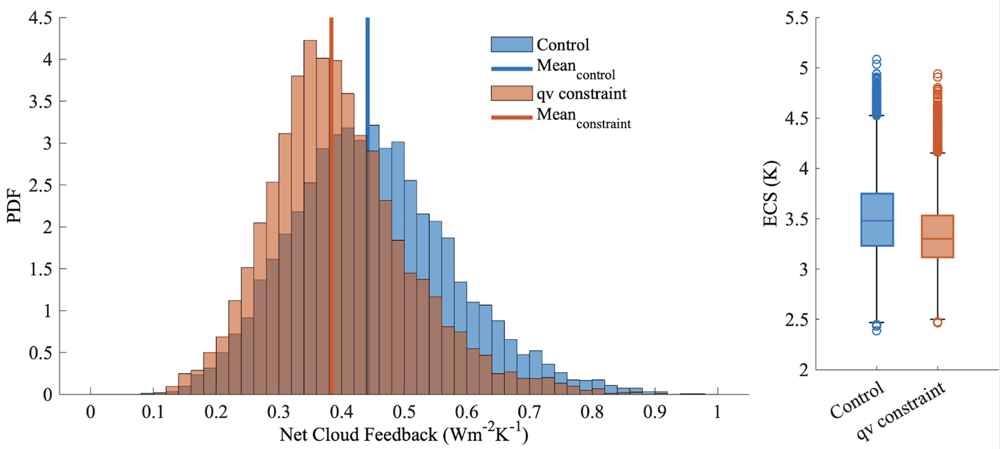 4.5
4
3.5
3
2.5
2
1.5
1
0.5
0
PDF
0 0.1 0.2 0.3 0.4 0.5 0.6 0.7 0.8 0.9 1
Net Cloud Feedback (Wm⁻²K⁻¹)
Control
Mean_control
qv constraint
Mean_constraint
5.5
5
4.5
4
3.5
3
2.5
2
ECS (K)
Control
qv constraint